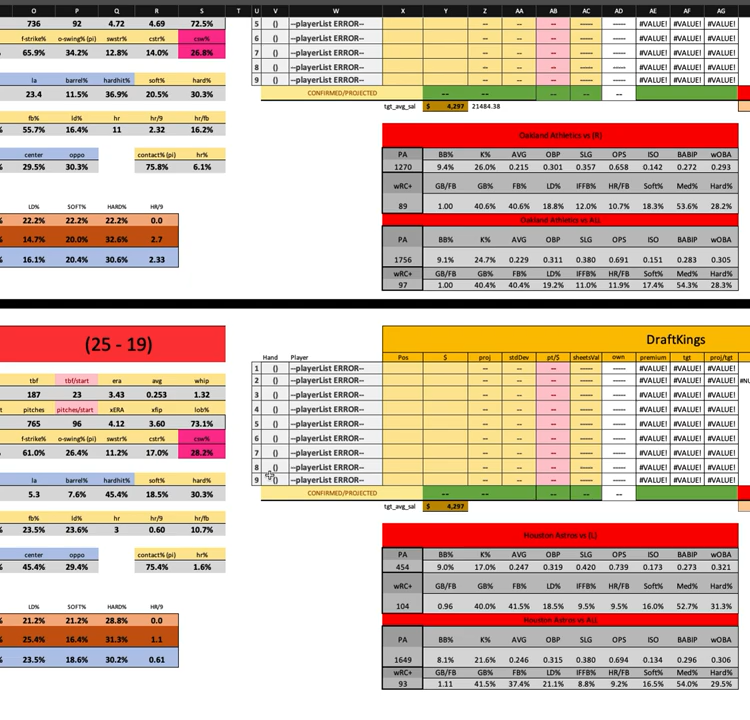 O P Q R S T U V W X Y Z AA AB AC AD AE AF AG
736 92 4.72 4.69 72.5% 5 () --playerList ERROR-- -- -- -- ----- ----- #VALUE! #VALUE! #VALUE!
f-strike% o-swing% (pi) swstr% cstr% csw% 6 () --playerList ERROR-- -- -- -- ----- ----- #VALUE! #VALUE! #VALUE!
65.9% 34.2% 12.8% 14.0% 26.8% 7 () --playerList ERROR-- -- -- -- ----- ----- #VALUE! #VALUE! #VALUE!
8 () --playerList ERROR-- -- -- -- ----- ----- #VALUE! #VALUE! #VALUE!
la barrel% hardhit% soft% hard% 9 () --playerList ERROR-- -- -- -- ----- ----- #VALUE! #VALUE! #VALUE!
23.4 11.5% 36.9% 20.5% 30.3% CONFIRMED/PROJECTED -- -- -- -- --
tgt_avg_sal $ 4,297 21484.38
fb% ld% hr hr/9 hr/fb
55.7% 16.4% 11 2.32 16.2% Oakland Athletics vs (R)
center oppo contact% (pi) hr% PA BB% K% AVG OBP SLG OPS ISO BABIP wOBA
29.5% 30.3% 75.8% 6.1% 1270 9.4% 26.0% 0.215 0.301 0.357 0.658 0.142 0.272 0.293
wRC+ GB/FB GB% FB% LD% IFFB% HR/FB Soft% Med% Hard%
LD% SOFT% HARD% HR/9 89 1.00 40.6% 40.6% 18.8% 12.0% 10.7% 18.3% 53.6% 28.2%
22.2% 22.2% 22.2% 0.0 Oakland Athletics vs ALL
14.7% 20.0% 32.6% 2.7 PA BB% K% AVG OBP SLG OPS ISO BABIP wOBA
16.1% 20.4% 30.6% 2.33 1756 9.1% 24.7% 0.229 0.311 0.380 0.691 0.151 0.283 0.305
wRC+ GB/FB GB% FB% LD% IFFB% HR/FB Soft% Med% Hard%
97 1.00 40.4% 40.4% 19.2% 11.0% 11.9% 17.4% 54.3% 28.3%
(25 - 19) DraftKings
Hand Player Pos $ proj stdDev pt/$ sheetsVal own premium tgt proj/tgt
1 () --playerList ERROR-- -- -- -- ----- ----- #VALUE! #VALUE! #VALUE!
tbf tbf/start era avg whip 2 () --playerList ERROR-- -- -- -- ----- ----- #VALUE! #VALUE! #VALUE!
187 23 3.43 0.253 1.32 3 () --playerList ERROR-- -- -- -- ----- ----- #VALUE! #VALUE! #VALUE!
pitches pitches/start xERA xfip lob% 4 () --playerList ERROR-- -- -- -- ----- ----- #VALUE! #VALUE! #VALUE!
765 96 4.12 3.60 73.1% 5 () --playerList ERROR-- -- -- -- ----- ----- #VALUE! #VALUE! #VALUE!
f-strike% o-swing% (pi) swstr% cstr% csw% 6 () --playerList ERROR-- -- -- -- ----- ----- #VALUE! #VALUE! #VALUE!
61.0% 26.4% 11.2% 17.0% 28.2% 7 () --playerList ERROR-- -- -- -- ----- ----- #VALUE! #VALUE! #VALUE!
8 () --playerList ERROR-- -- -- -- ----- ----- #VALUE! #VALUE! #VALUE!
la barrel% hardhit% soft% hard% 9 () --playerList ERROR-- -- -- -- ----- ----- #VALUE! #VALUE! #VALUE!
5.3 7.6% 45.4% 18.5% 30.3% CONFIRMED/PROJECTED -- -- -- -- --
tgt_avg_sal $ 4,297
fb% ld% hr hr/9 hr/fb
23.5% 23.6% 3 0.60 10.7% Houston Astros vs (L)
center oppo contact% (pi) hr% PA BB% K% AVG OBP SLG OPS ISO BABIP wOBA
45.4% 29.4% 75.4% 1.6% 454 9.0% 17.0% 0.247 0.319 0.420 0.739 0.173 0.273 0.321
wRC+ GB/FB GB% FB% LD% IFFB% HR/FB Soft% Med% Hard%
LD% SOFT% HARD% HR/9 104 0.96 40.0% 41.5% 18.5% 9.5% 9.5% 16.0% 52.7% 31.3%
21.2% 21.2% 28.8% 0.0 Houston Astros vs ALL
25.4% 16.4% 31.3% 1.1 PA BB% K% AVG OBP SLG OPS ISO BABIP wOBA
23.5% 18.6% 30.2% 0.61 1649 8.1% 21.6% 0.246 0.315 0.380 0.694 0.134 0.296 0.306
wRC+ GB/FB GB% FB% LD% IFFB% HR/FB Soft% Med% Hard%
93 1.11 41.5% 37.4% 21.1% 8.8% 9.2% 16.5% 54.0% 29.5%